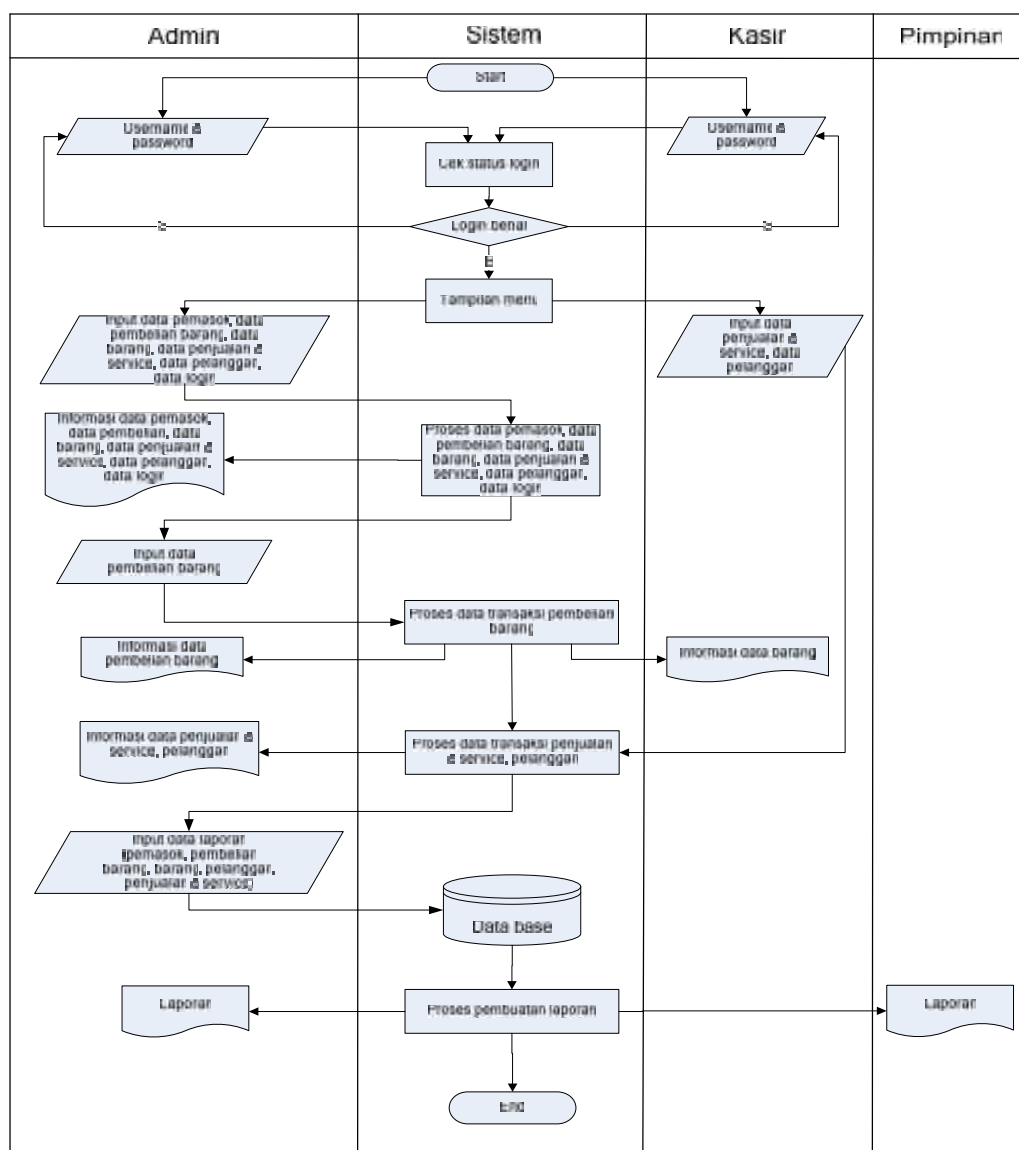 Admin
Sistem
Kasir
Pimpinan
Start
Username &
password
Username &
password
Cek status login
Login benar
Tampilan menu
Input data pemasok, data
pembelian barang, data
barang, data penjualan &
service, data pelanggan,
data login
Input data
penjualan &
service, data
pelanggan
Informasi data pemasok,
data pembelian, data
barang, data penjualan &
service, data pelanggan,
data login
Proses data pemasok, data
pembelian barang, data
barang, data penjualan &
service, data pelanggan,
data login
Input data
pembelian barang
Proses data transaksi pembelian
barang
Informasi data
pembelian barang
Informasi data barang
Informasi data penjualan &
service, pelanggan
Proses data transaksi penjualan
& service, pelanggan
Input data laporan
(pemasok, pembelian
barang, barang, pelanggan,
penjualan & service)
Data base
Laporan
Proses pembuatan laporan
Laporan
End